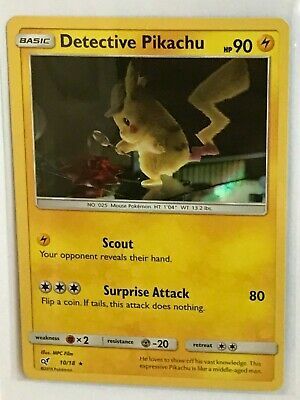 BASIC Detective Pikachu HP 90
NO. 025 Mouse Pokémon HT: 1'04" WT: 13.2 lbs.
Scout
Your opponent reveals their hand.
Surprise Attack 80
Flip a coin. If tails, this attack does nothing.
weakness ×2 resistance -20 retreat
Illus. MPC Film
10/18 ★
©2019 Pokémon
He loves to show off his vast knowledge. This
expressive Pikachu is like a middle-aged man.